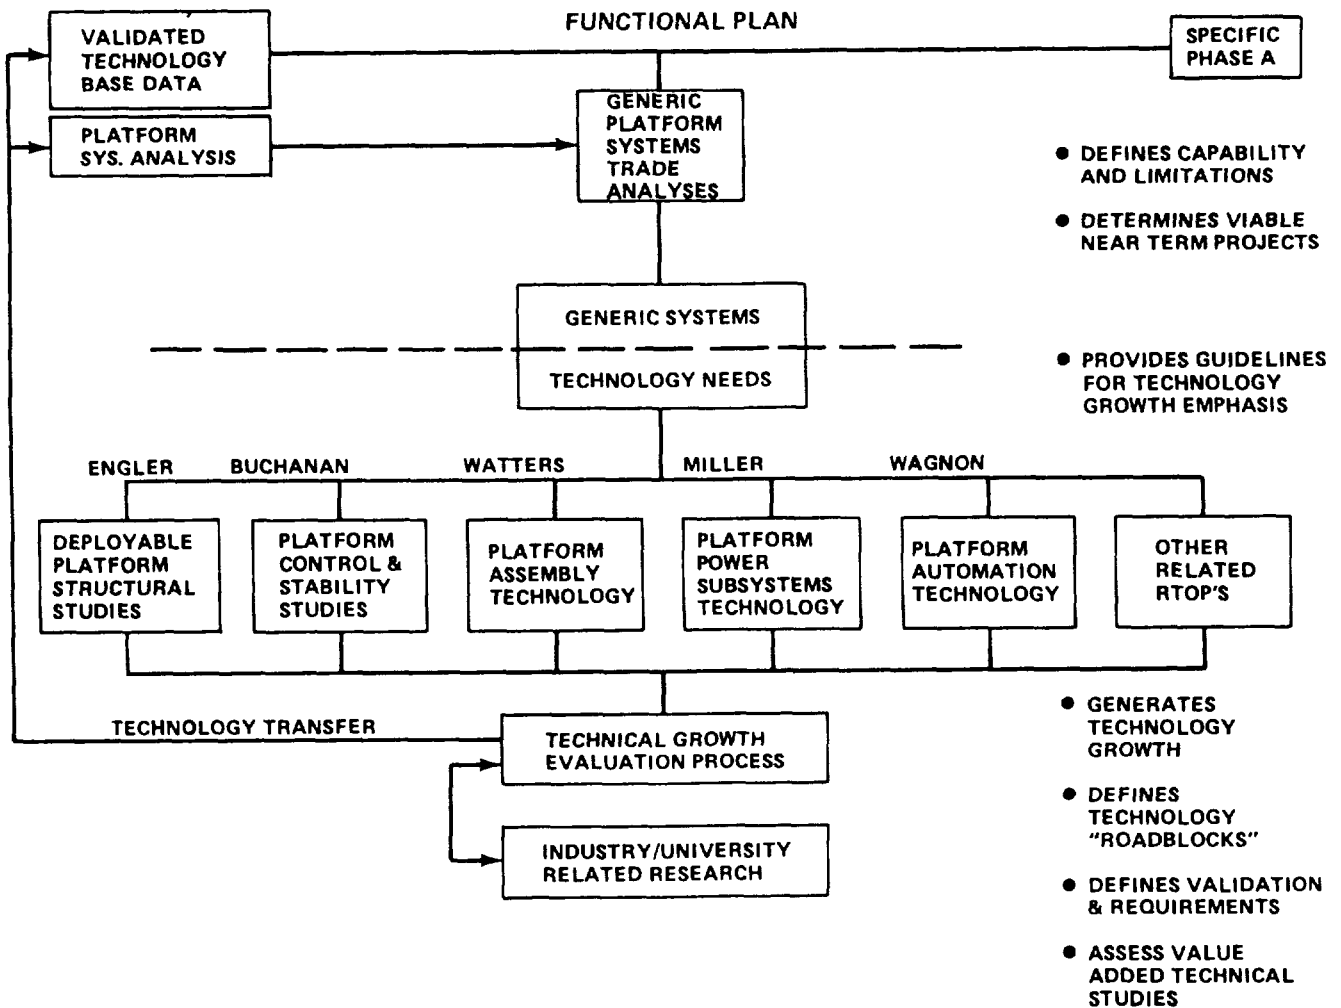 FUNCTIONAL PLAN
VALIDATED
TECHNOLOGY
BASE DATA
SPECIFIC
PHASE A
PLATFORM
SYS. ANALYSIS
GENERIC
PLATFORM
SYSTEMS
TRADE
ANALYSES
● DEFINES CAPABILITY
AND LIMITATIONS
● DETERMINES VIABLE
NEAR TERM PROJECTS
GENERIC SYSTEMS
TECHNOLOGY NEEDS
● PROVIDES GUIDELINES
FOR TECHNOLOGY
GROWTH EMPHASIS
ENGLER
BUCHANAN
WATTERS
MILLER
WAGNON
DEPLOYABLE
PLATFORM
STRUCTURAL
STUDIES
PLATFORM
CONTROL &
STABILITY
STUDIES
PLATFORM
ASSEMBLY
TECHNOLOGY
PLATFORM
POWER
SUBSYSTEMS
TECHNOLOGY
PLATFORM
AUTOMATION
TECHNOLOGY
OTHER
RELATED
RTOP'S
TECHNOLOGY TRANSFER
TECHNICAL GROWTH
EVALUATION PROCESS
INDUSTRY/UNIVERSITY
RELATED RESEARCH
● GENERATES
TECHNOLOGY
GROWTH
● DEFINES
TECHNOLOGY
"ROADBLOCKS"
● DEFINES VALIDATION
& REQUIREMENTS
● ASSESS VALUE
ADDED TECHNICAL
STUDIES